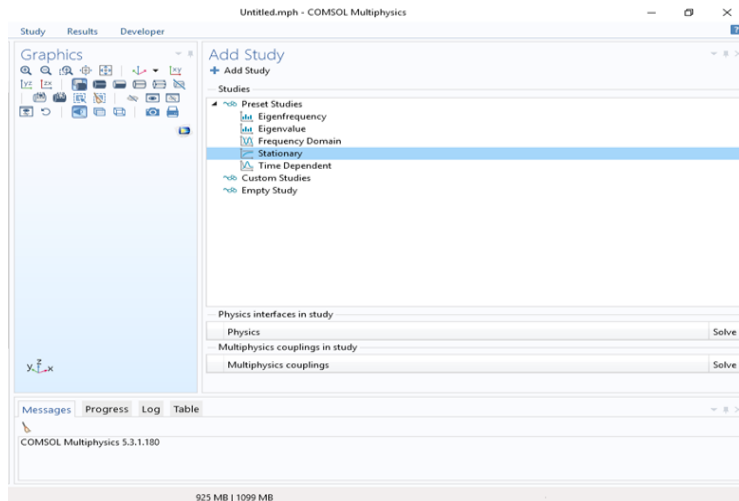 Untitled.mph - COMSOL Multiphysics
Study Results Developer
Graphics
Add Study
+ Add Study
Studies
Preset Studies
Eigenfrequency
Eigenvalue
Frequency Domain
Stationary
Time Dependent
Custom Studies
Empty Study
Physics interfaces in study
Physics Solve
Multiphysics couplings in study
Multiphysics couplings Solve
y z x
Messages Progress Log Table
COMSOL Multiphysics 5.3.1.180
925 MB | 1099 MB